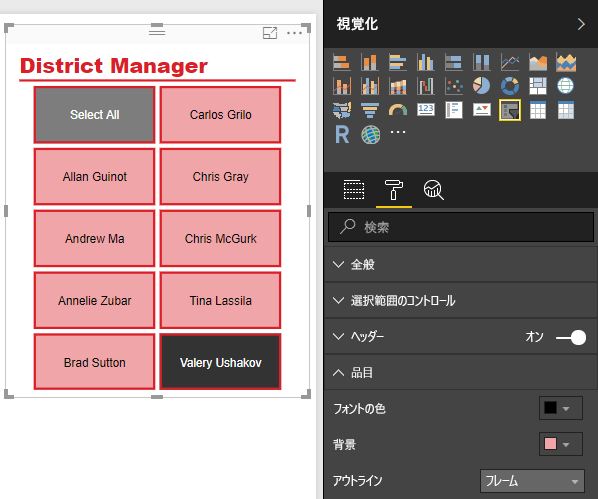 視覚化
District Manager
Select All
Carlos Grilo
Allan Guinot
Chris Gray
Andrew Ma
Chris McGurk
Annelie Zubar
Tina Lassila
Brad Sutton
Valery Ushakov
123
R
検索
全般
選択範囲のコントロール
ヘッダー オン
品目
フォントの色
背景
アウトライン フレーム